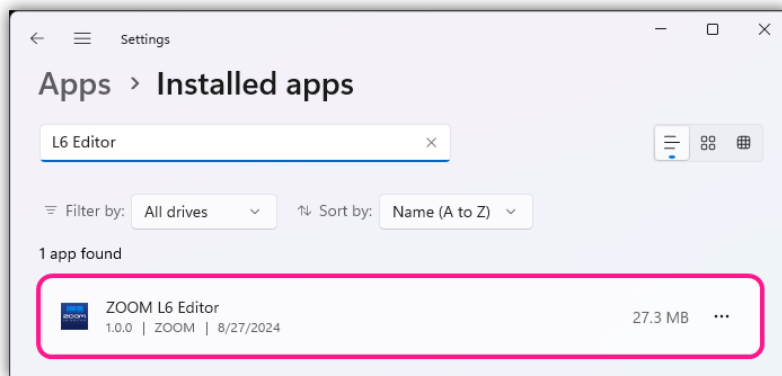 Settings
Apps > Installed apps
L6 Editor
Filter by: All drives Sort by: Name (A to Z)
1 app found
ZOOM L6 Editor
1.0.0 | ZOOM | 8/27/2024
27.3 MB
zoom